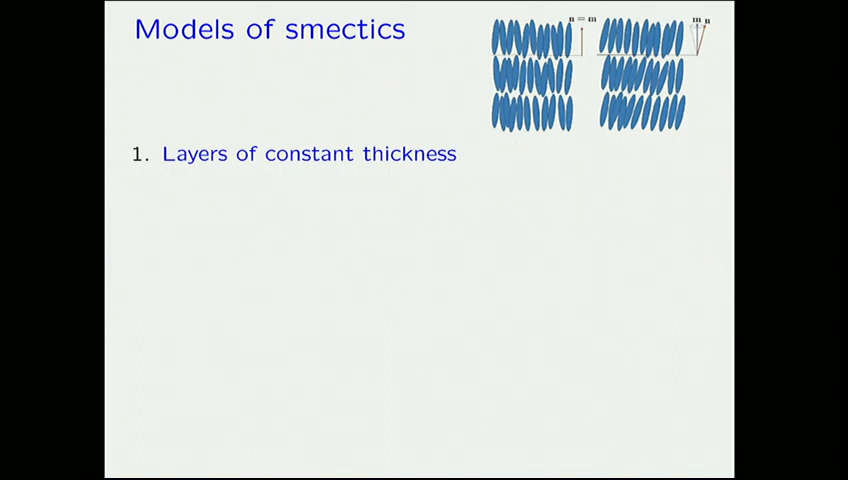 Models of smectics
n = m
m n
1. Layers of constant thickness